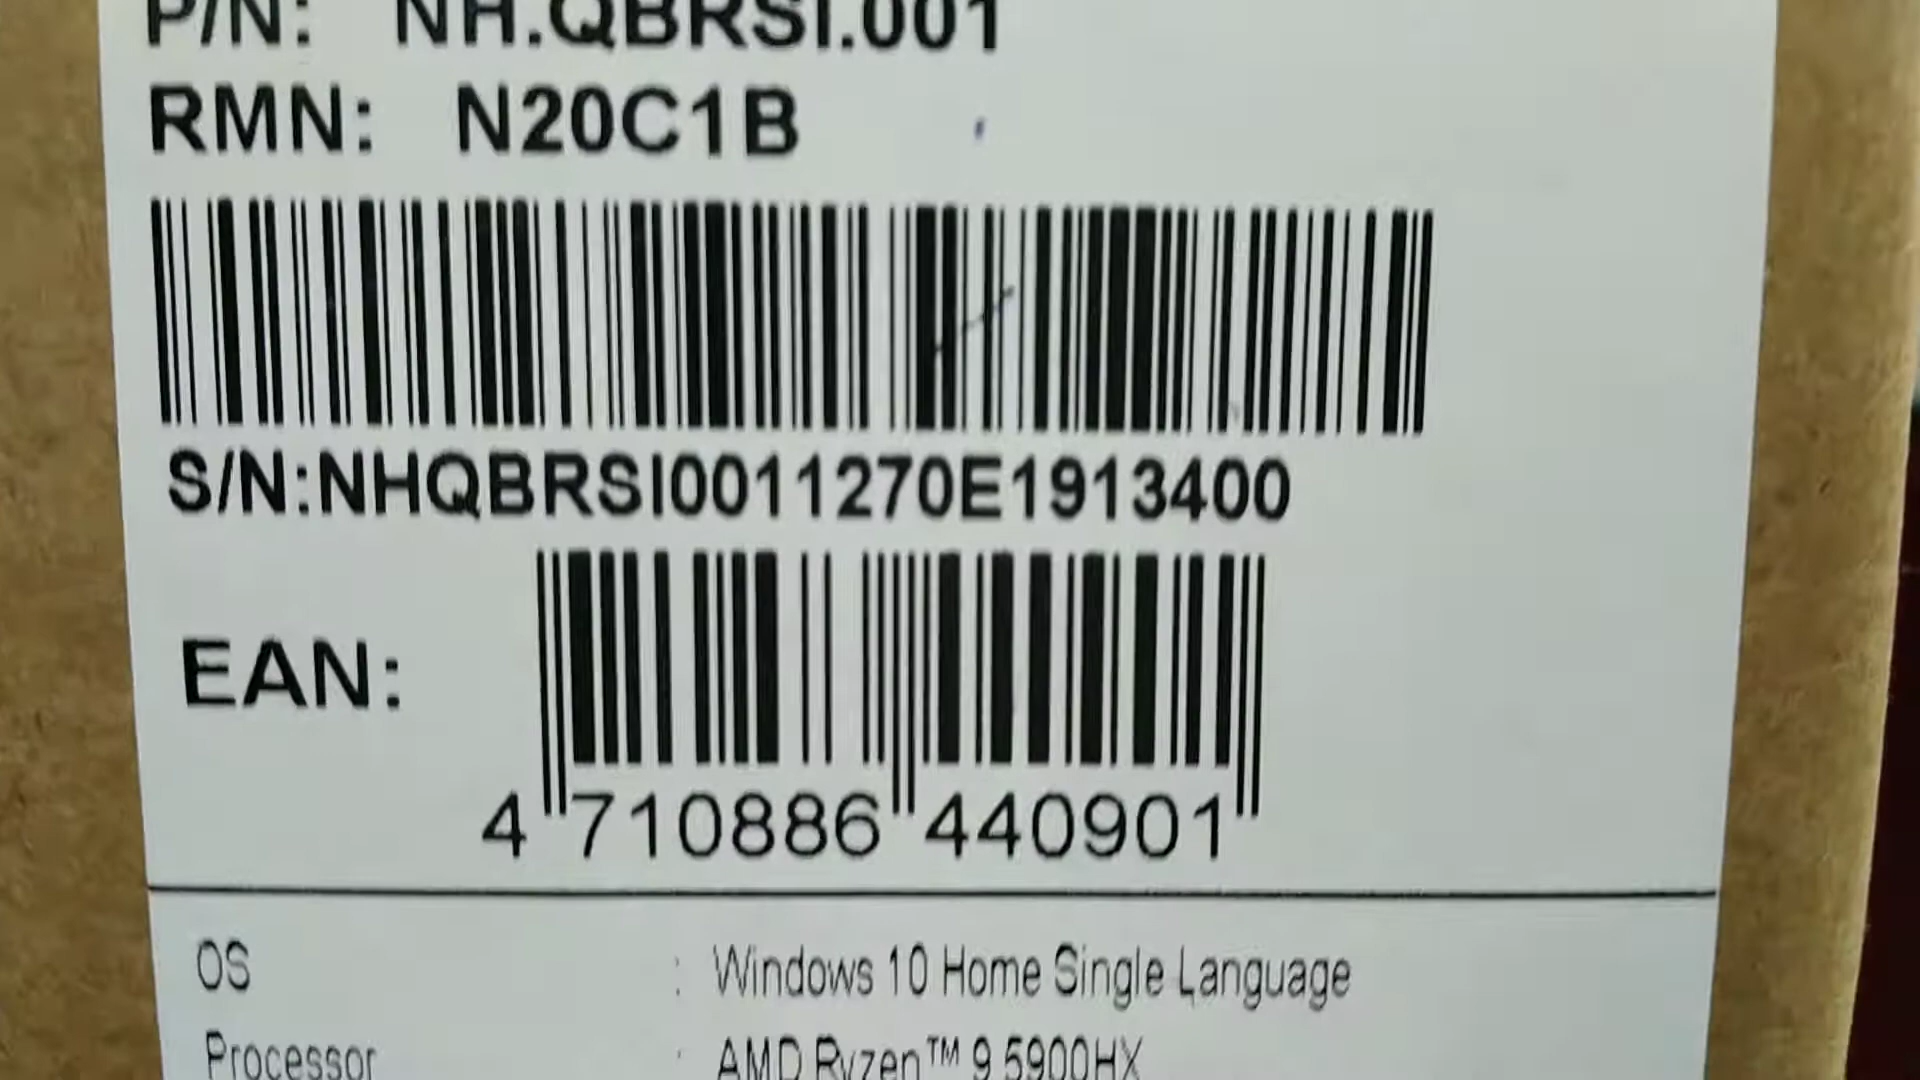 P/N: NH.QBRSI.001
RMN: N20C1B
S/N:NHQBRSI0011270E1913400
EAN:
4 710886 440901
OS : Windows 10 Home Single Language
Processor : AMD Ryzen™ 9 5900HX